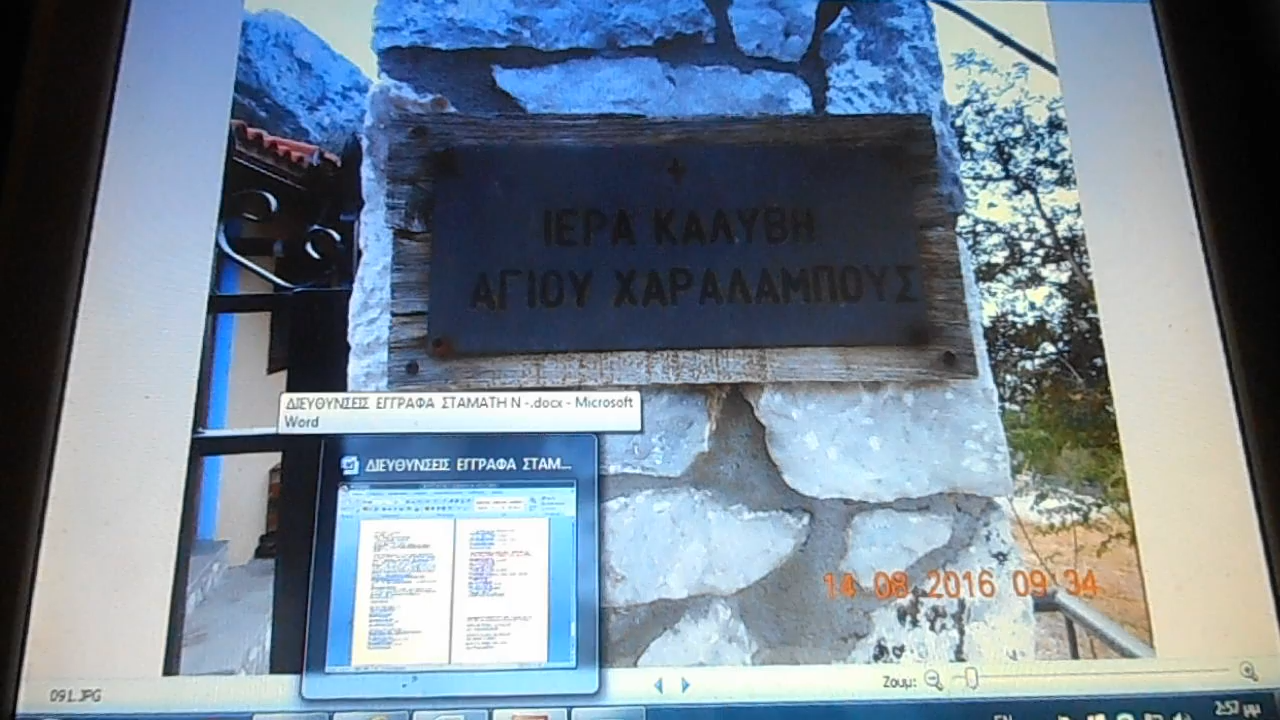 ΙΕΡΑ ΚΑΛΥΒΗ
ΑΓΙΟΥ ΧΑΡΑΛΑΜΠΟΥΣ
ΔΙΕΥΘΥΝΣΕΙΣ ΕΓΓΡΑΦΑ ΣΤΑΜΑΤΗ Ν -.docx - Microsoft
Word
ΔΙΕΥΘΥΝΣΕΙΣ ΕΓΓΡΑΦΑ ΣΤΑΜ...
14 08 2016 09 34
091.JPG
Ζουμ:
EN
2:57 μμ